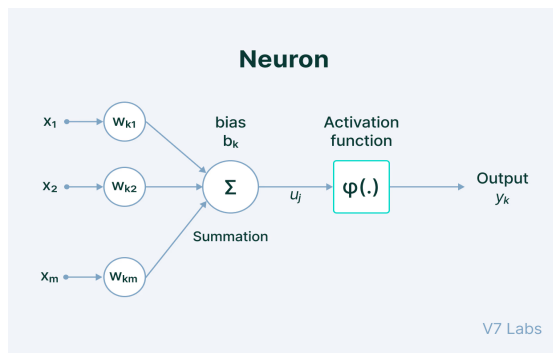 Neuron
x₁
wₖ₁
bias
bₖ
Activation
function
x₂
wₖ₂
Σ
uⱼ
φ(.)
Output
yₖ
Summation
xₘ
wₖₘ
V7 Labs